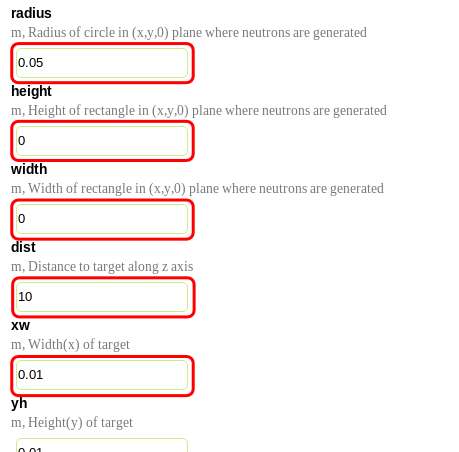 radius
m, Radius of circle in (x,y,0) plane where neutrons are generated
0.05
height
m, Height of rectangle in (x,y,0) plane where neutrons are generated
0
width
m, Width of rectangle in (x,y,0) plane where neutrons are generated
0
dist
m, Distance to target along z axis
10
xw
m, Width(x) of target
0.01
yh
m, Height(y) of target
0.01